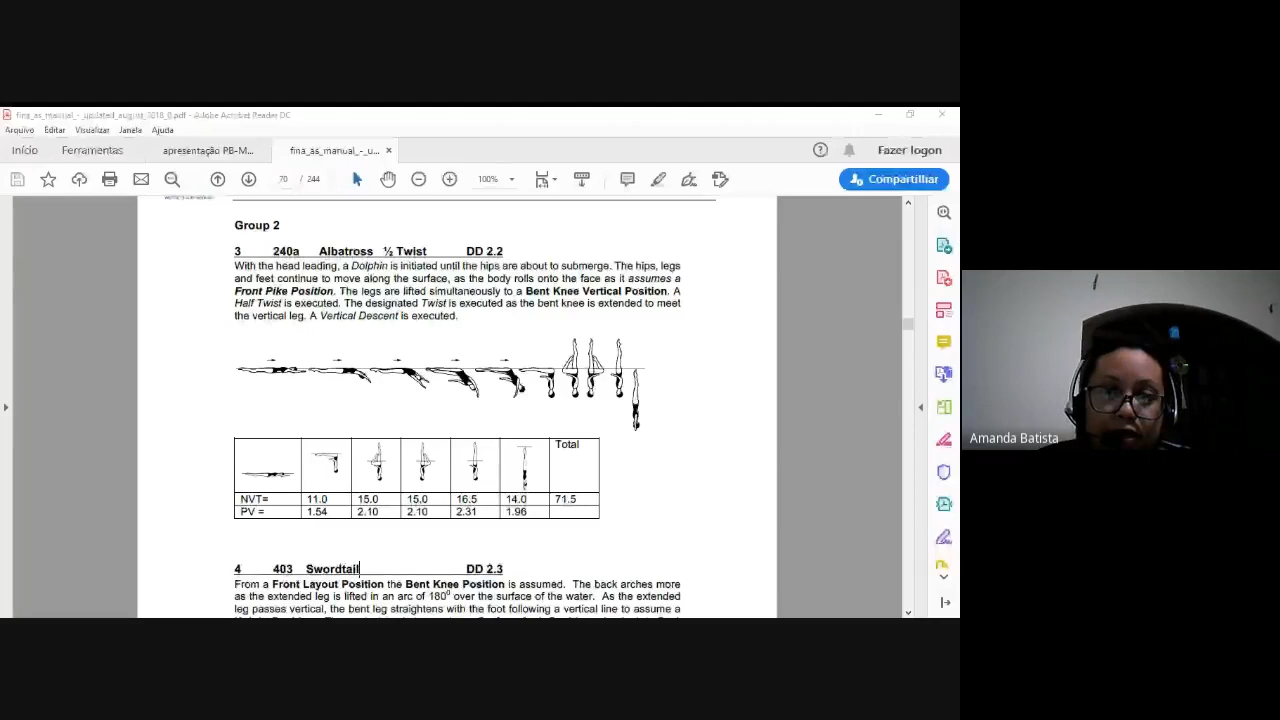 fina_as_manual_-_updated_august_2018_0.pdf - Adobe Acrobat Reader DC
Arquivo Editar Visualizar Janela Ajuda
Início Ferramentas apresentação PB-M... fina_as_manual_-_u... Fazer logon
70 / 244 100% Compartilhar
Group 2
3 240a Albatross ½ Twist DD 2.2
With the head leading, a Dolphin is initiated until the hips are about to submerge. The hips, legs
and feet continue to move along the surface, as the body rolls onto the face as it assumes a
Front Pike Position. The legs are lifted simultaneously to a Bent Knee Vertical Position. A
Half Twist is executed. The designated Twist is executed as the bent knee is extended to meet
the vertical leg. A Vertical Descent is executed.
Total
NVT= 11.0 15.0 15.0 16.5 14.0 71.5
PV = 1.54 2.10 2.10 2.31 1.96
4 403 Swordtail DD 2.3
From a Front Layout Position the Bent Knee Position is assumed. The back arches more
as the extended leg is lifted in an arc of 180⁰ over the surface of the water. As the extended
leg passes vertical, the bent leg straightens with the foot following a vertical line to assume a
Amanda Batista